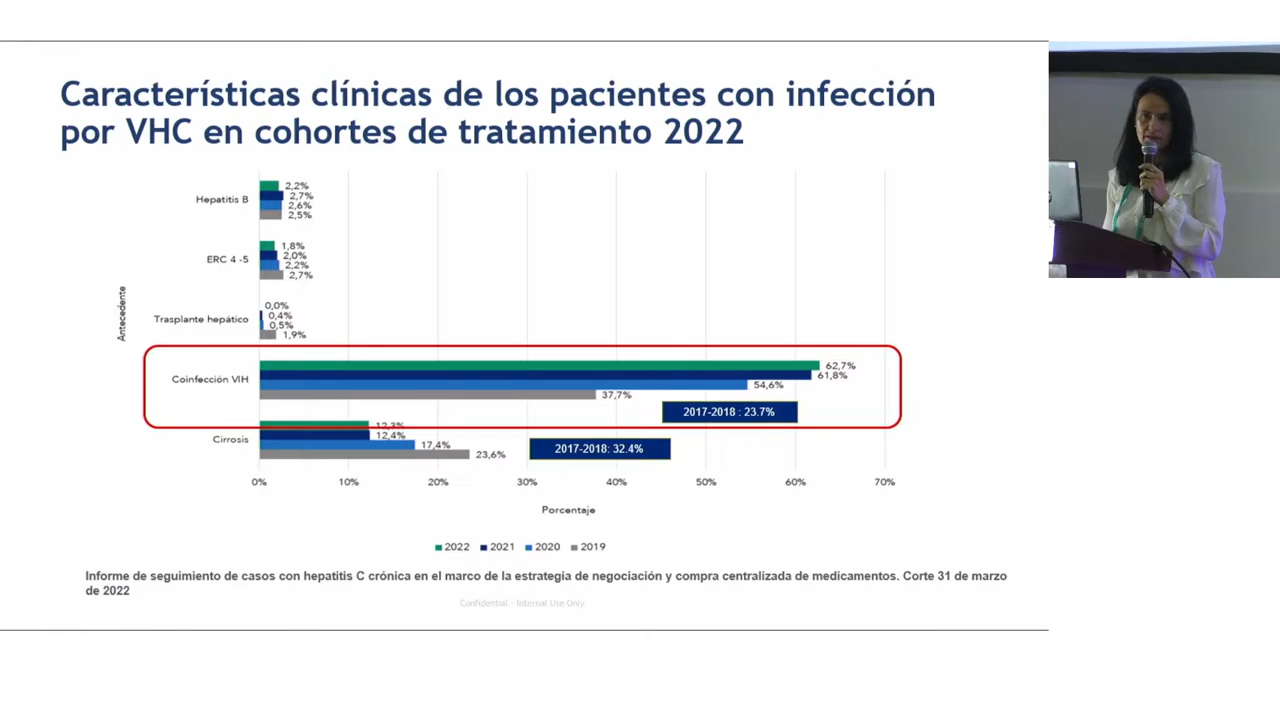 Características clínicas de los pacientes con infección
por VHC en cohortes de tratamiento 2022
Hepatitis B
2,2%
2,7%
2,6%
2,5%
ERC 4 -5
1,8%
2,0%
2,2%
2,7%
Antecedente
Trasplante hepático
0,0%
0,4%
0,5%
1,9%
Coinfección VIH
62,7%
61,8%
54,6%
37,7%
2017-2018 : 23.7%
Cirrosis
12,3%
12,4%
17,4%
23,6%
2017-2018: 32.4%
0% 10% 20% 30% 40% 50% 60% 70%
Porcentaje
2022 2021 2020 2019
Informe de seguimiento de casos con hepatitis C crónica en el marco de la estrategia de negociación y compra centralizada de medicamentos. Corte 31 de marzo
de 2022
Confidential - Internal Use Only